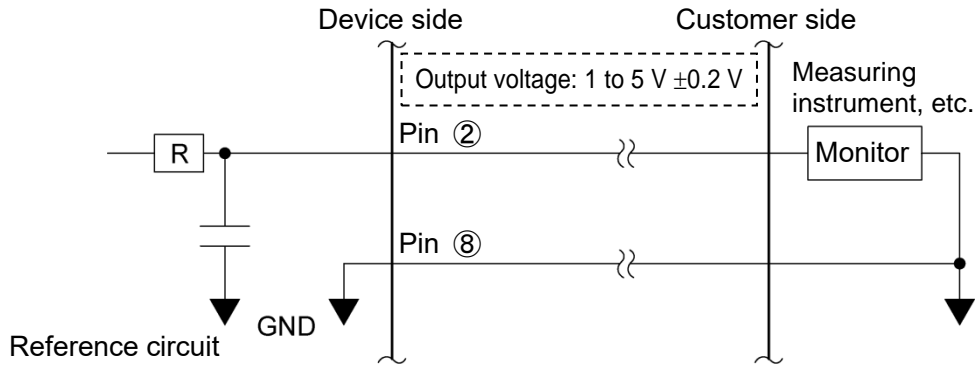 Device side
Customer side
Output voltage: 1 to 5 V ±0.2 V
Measuring
instrument, etc.
Pin ②
R
Monitor
Pin ⑧
GND
Reference circuit